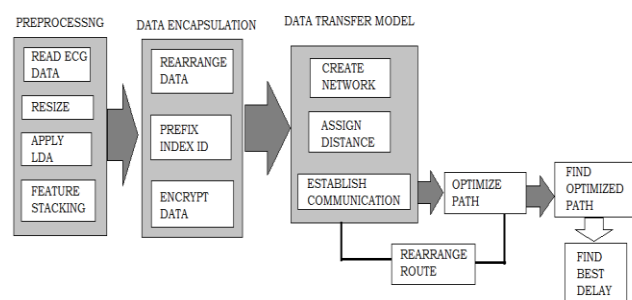 PREPROCESSNG
READ ECG
DATA
RESIZE
APPLY
LDA
FEATURE
STACKING
DATA ENCAPSULATION
REARRANGE
DATA
PREFIX
INDEX ID
ENCRYPT
DATA
DATA TRANSFER MODEL
CREATE
NETWORK
ASSIGN
DISTANCE
ESTABLISH
COMMUNICATION
OPTIMIZE
PATH
REARRANGE
ROUTE
FIND
OPTIMIZED
PATH
FIND
BEST
DELAY